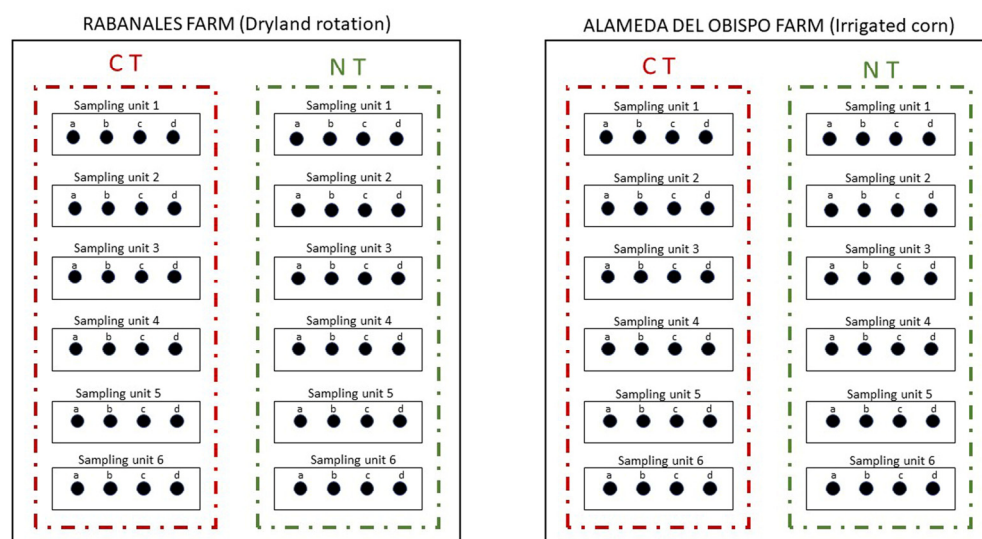 RABANALES FARM (Dryland rotation)
C T
Sampling unit 1
a b c d
Sampling unit 2
a b c d
Sampling unit 3
a b c d
Sampling unit 4
a b c d
Sampling unit 5
a b c d
Sampling unit 6
a b c d
N T
Sampling unit 1
a b c d
Sampling unit 2
a b c d
Sampling unit 3
a b c d
Sampling unit 4
a b c d
Sampling unit 5
a b c d
Sampling unit 6
a b c d
ALAMEDA DEL OBISPO FARM (Irrigated corn)
C T
Sampling unit 1
a b c d
Sampling unit 2
a b c d
Sampling unit 3
a b c d
Sampling unit 4
a b c d
Sampling unit 5
a b c d
Sampling unit 6
a b c d
N T
Sampling unit 1
a b c d
Sampling unit 2
a b c d
Sampling unit 3
a b c d
Sampling unit 4
a b c d
Sampling unit 5
a b c d
Sampling unit 6
a b c d